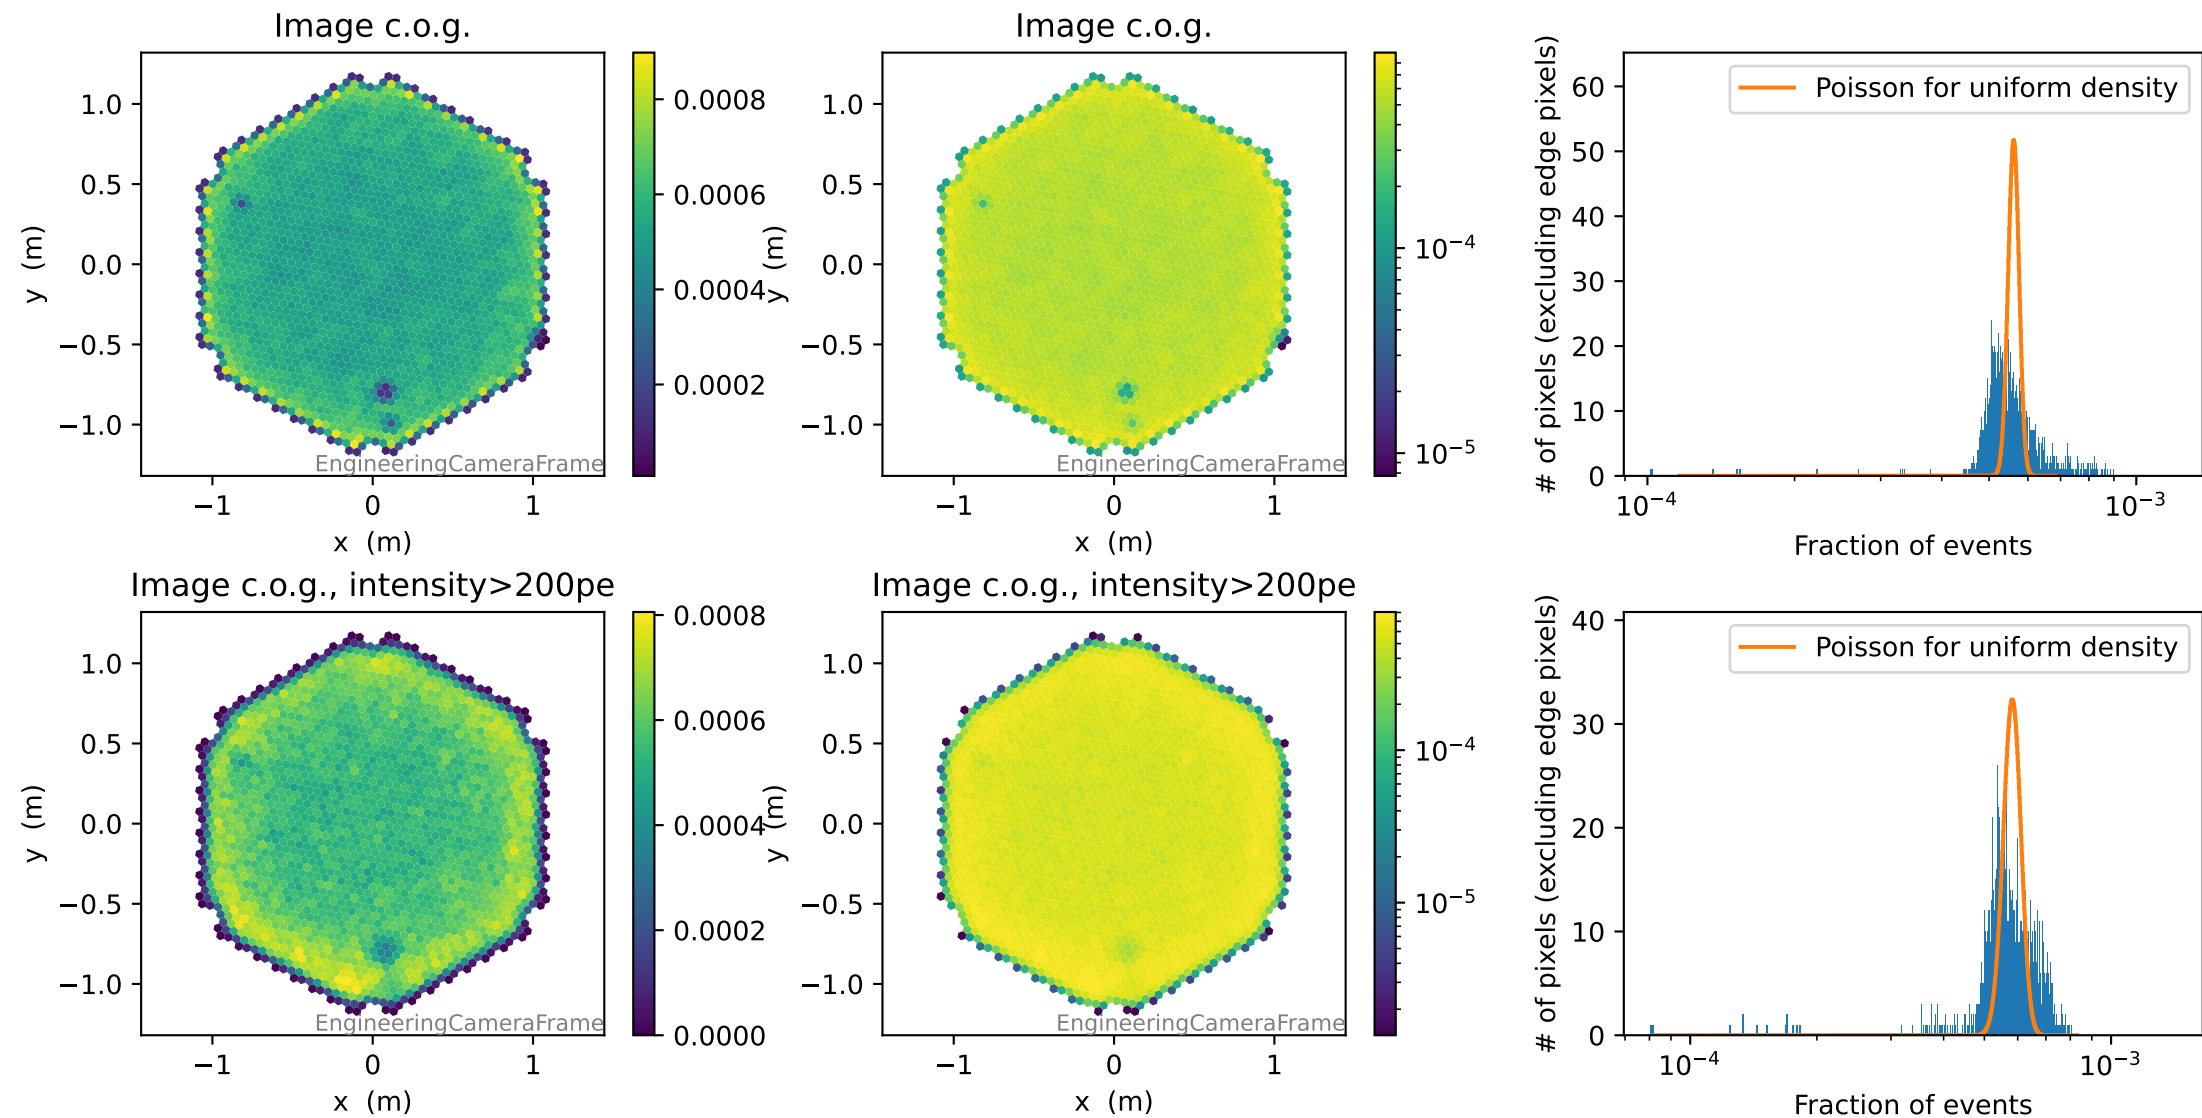 Image c.o.g.
y (m)
1.0
0.5
0.0
−0.5
−1.0
−1
0
1
x (m)
EngineeringCameraFrame
0.0008
0.0006
0.0004
0.0002
Image c.o.g.
y (m)
1.0
0.5
0.0
−0.5
−1.0
−1
0
1
x (m)
EngineeringCameraFrame
10⁻⁴
10⁻⁵
# of pixels (excluding edge pixels)
60
50
40
30
20
10
0
Poisson for uniform density
10⁻⁴
10⁻³
Fraction of events
Image c.o.g., intensity>200pe
y (m)
1.0
0.5
0.0
−0.5
−1.0
−1
0
1
x (m)
EngineeringCameraFrame
0.0008
0.0006
0.0004
0.0002
0.0000
Image c.o.g., intensity>200pe
y (m)
1.0
0.5
0.0
−0.5
−1.0
−1
0
1
x (m)
EngineeringCameraFrame
10⁻⁴
10⁻⁵
# of pixels (excluding edge pixels)
40
30
20
10
0
Poisson for uniform density
10⁻⁴
10⁻³
Fraction of events